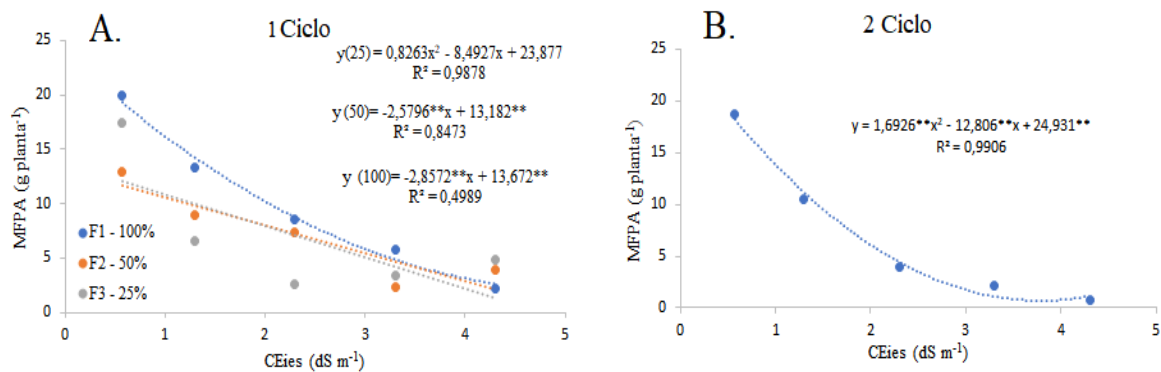 A.
1 Ciclo
y(25) = 0,8263x² - 8,4927x + 23,877
R² = 0,9878
y (50)= -2,5796**x + 13,182**
R² = 0,8473
y (100)= -2,8572**x + 13,672**
R² = 0,4989
MFPA (g planta⁻¹)
25
20
15
10
5
0
F1 - 100%
F2 - 50%
F3 - 25%
0 1 2 3 4 5
CEies (dS m⁻¹)
B.
2 Ciclo
y = 1,6926**x² - 12,806**x + 24,931**
R² = 0,9906
MFPA (g planta⁻¹)
25
20
15
10
5
0
0 1 2 3 4 5
CEies (dS m⁻¹)